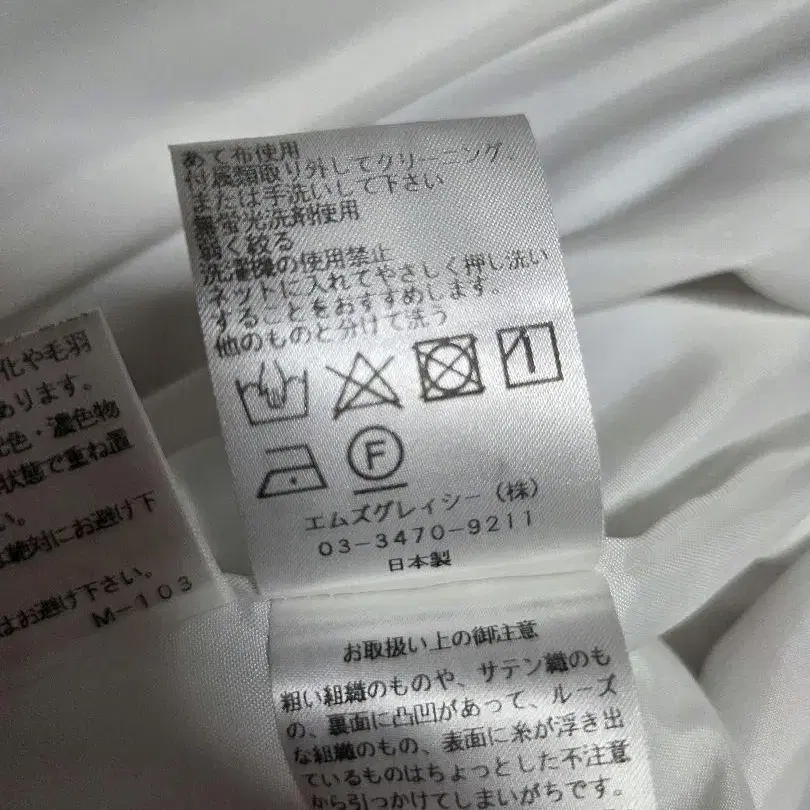 あて布使用
付属類取り外してクリーニング、
または手洗いして下さい
無蛍光洗剤使用
弱く絞る
洗濯機の使用禁止
ネットに入れてやさしく押し洗い
することをおすすめします。
他のものと分けて洗う
F
エムズグレイシー(株)
03-3470-9211
日本製
化や毛羽
あります。
色・濃色物
状態で重ね置
い。
絶対にお避け下
はお避け下さい。
M-103
お取扱い上の御注意
粗い組織のものや、サテン織のも
の、裏面に凸凹があって、ルーズ
な組織のもの、表面に糸が浮き出
ているものはちょっとした不注意
から引っかけてしまいがちです。